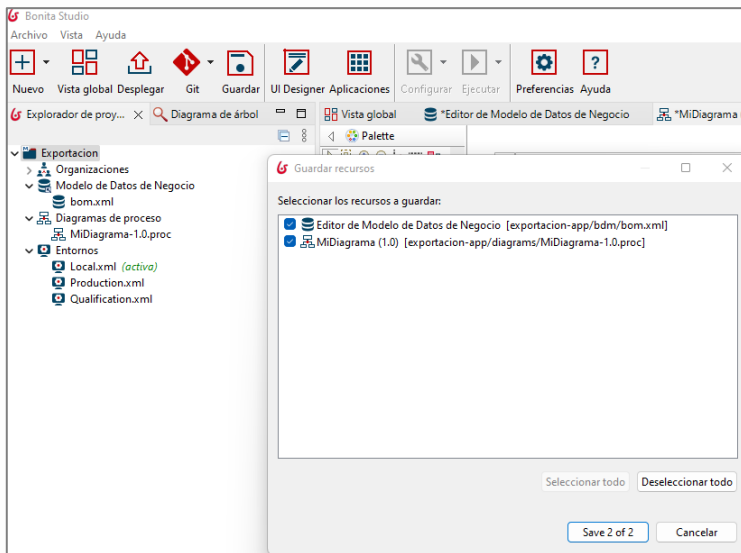 Bonita Studio
Archivo Vista Ayuda
Nuevo Vista global Desplegar Git Guardar UI Designer Aplicaciones Configurar Ejecutar Preferencias Ayuda
Explorador de proy... Diagrama de árbol Vista global *Editor de Modelo de Datos de Negocio *MiDiagrama
Palette
Exportacion
Organizaciones
Modelo de Datos de Negocio
bom.xml
Diagramas de proceso
MiDiagrama-1.0.proc
Entornos
Local.xml (activa)
Production.xml
Qualification.xml
Guardar recursos
Seleccionar los recursos a guardar:
Editor de Modelo de Datos de Negocio [exportacion-app/bdm/bom.xml]
MiDiagrama (1.0) [exportacion-app/diagrams/MiDiagrama-1.0.proc]
Seleccionar todo Deseleccionar todo
Save 2 of 2 Cancelar